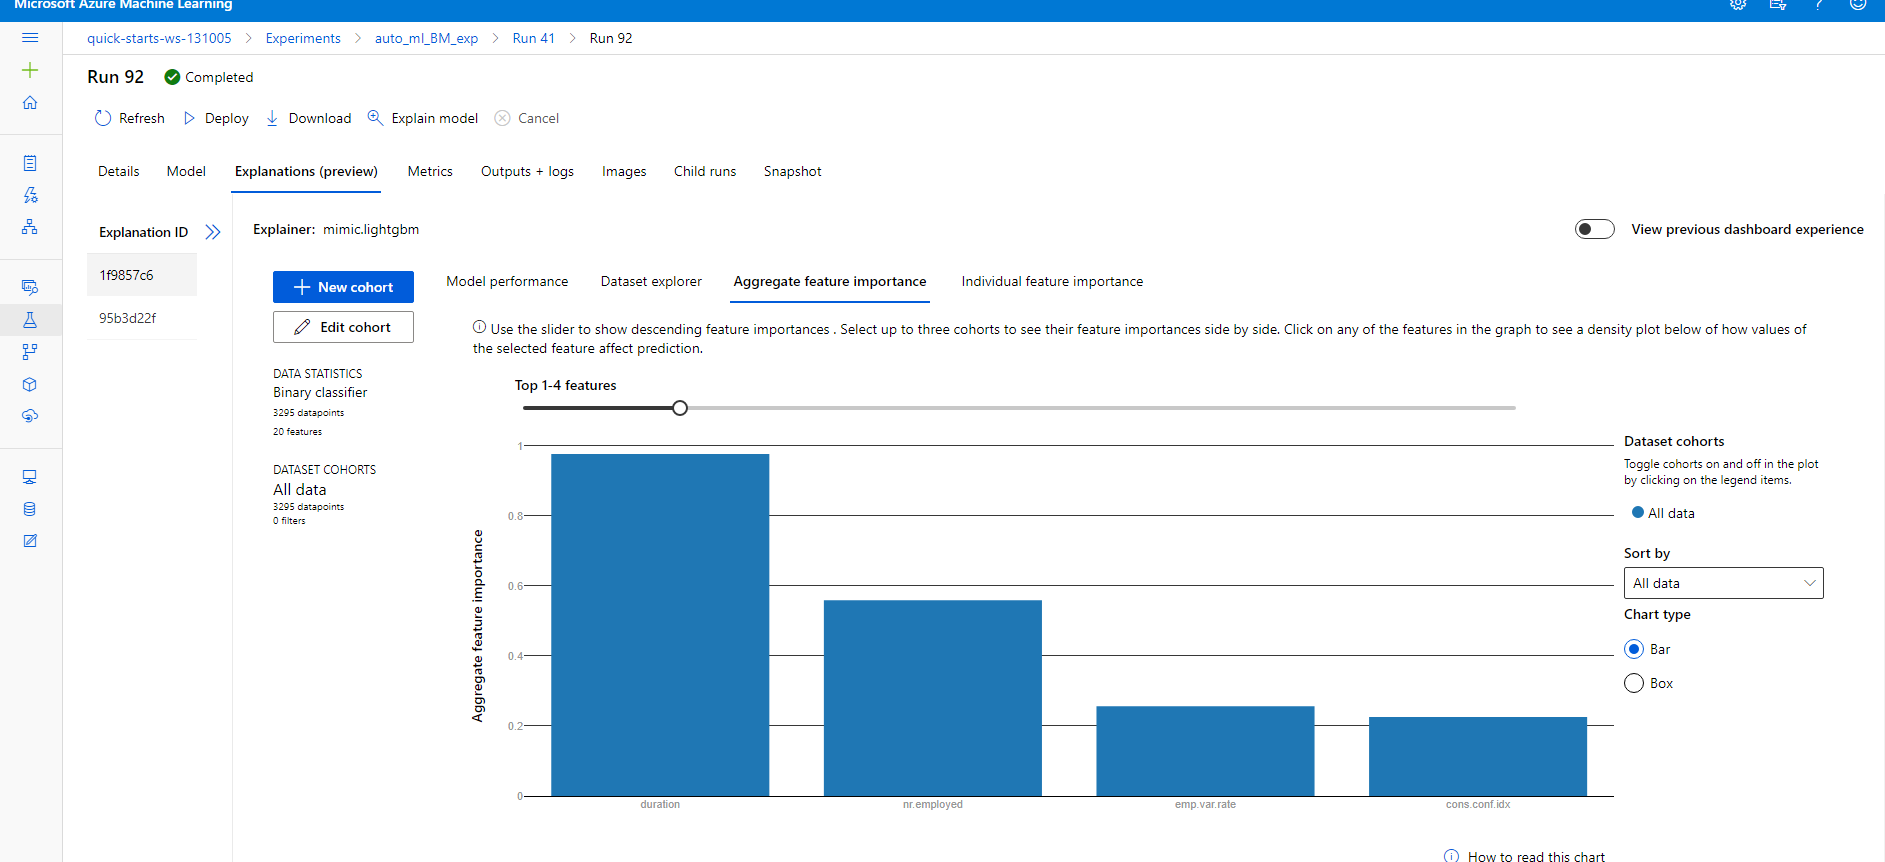 Microsoft Azure Machine Learning
quick-starts-ws-131005 > Experiments > auto_ml_BM_exp > Run 41 > Run 92
Run 92 Completed
Refresh Deploy Download Explain model Cancel
Details Model Explanations (preview) Metrics Outputs + logs Images Child runs Snapshot
Explanation ID
1f9857c6
95b3d22f
Explainer: mimic.lightgbm
View previous dashboard experience
New cohort
Edit cohort
DATA STATISTICS
Binary classifier
3295 datapoints
20 features
DATASET COHORTS
All data
3295 datapoints
0 filters
Model performance Dataset explorer Aggregate feature importance Individual feature importance
Use the slider to show descending feature importances . Select up to three cohorts to see their feature importances side by side. Click on any of the features in the graph to see a density plot below of how values of
the selected feature affect prediction.
Top 1-4 features
Aggregate feature importance
1
0.8
0.6
0.4
0.2
0
duration nr.employed emp.var.rate cons.conf.idx
Dataset cohorts
Toggle cohorts on and off in the plot
by clicking on the legend items.
All data
Sort by
All data
Chart type
Bar
Box
How to read this chart